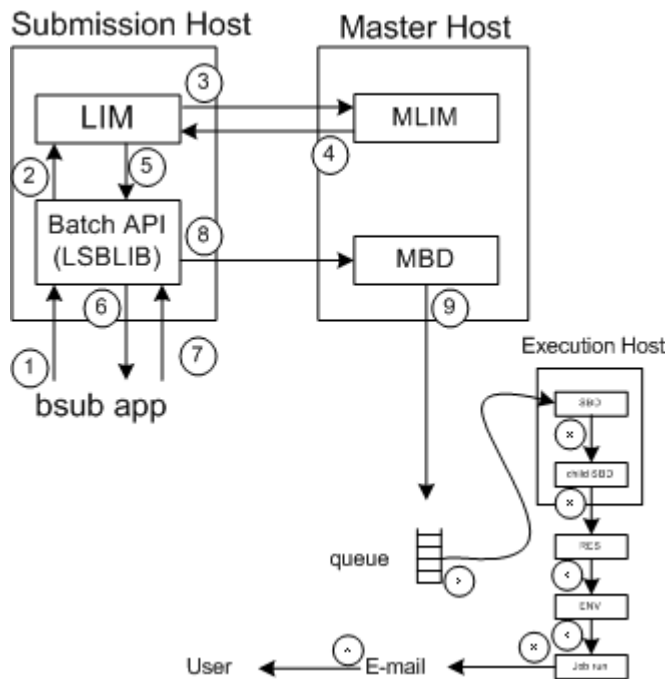 Submission Host
Master Host
3
LIM
MLIM
4
2
5
Batch API
(LSBLIB)
8
MBD
6
9
1
7
bsub app
Execution Host
SBD
child SBD
RES
queue
ENV
Job run
User
E-mail